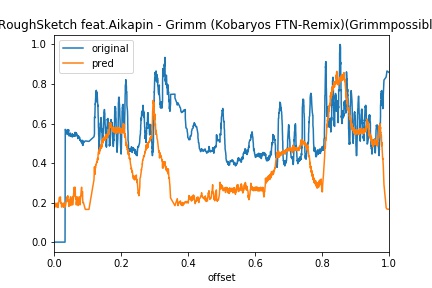 RoughSketch feat.Aikapin - Grimm (Kobaryos FTN-Remix)(Grimmpossibl
original
pred
1.0
0.8
0.6
0.4
0.2
0.0
0.0 0.2 0.4 0.6 0.8 1.0
offset